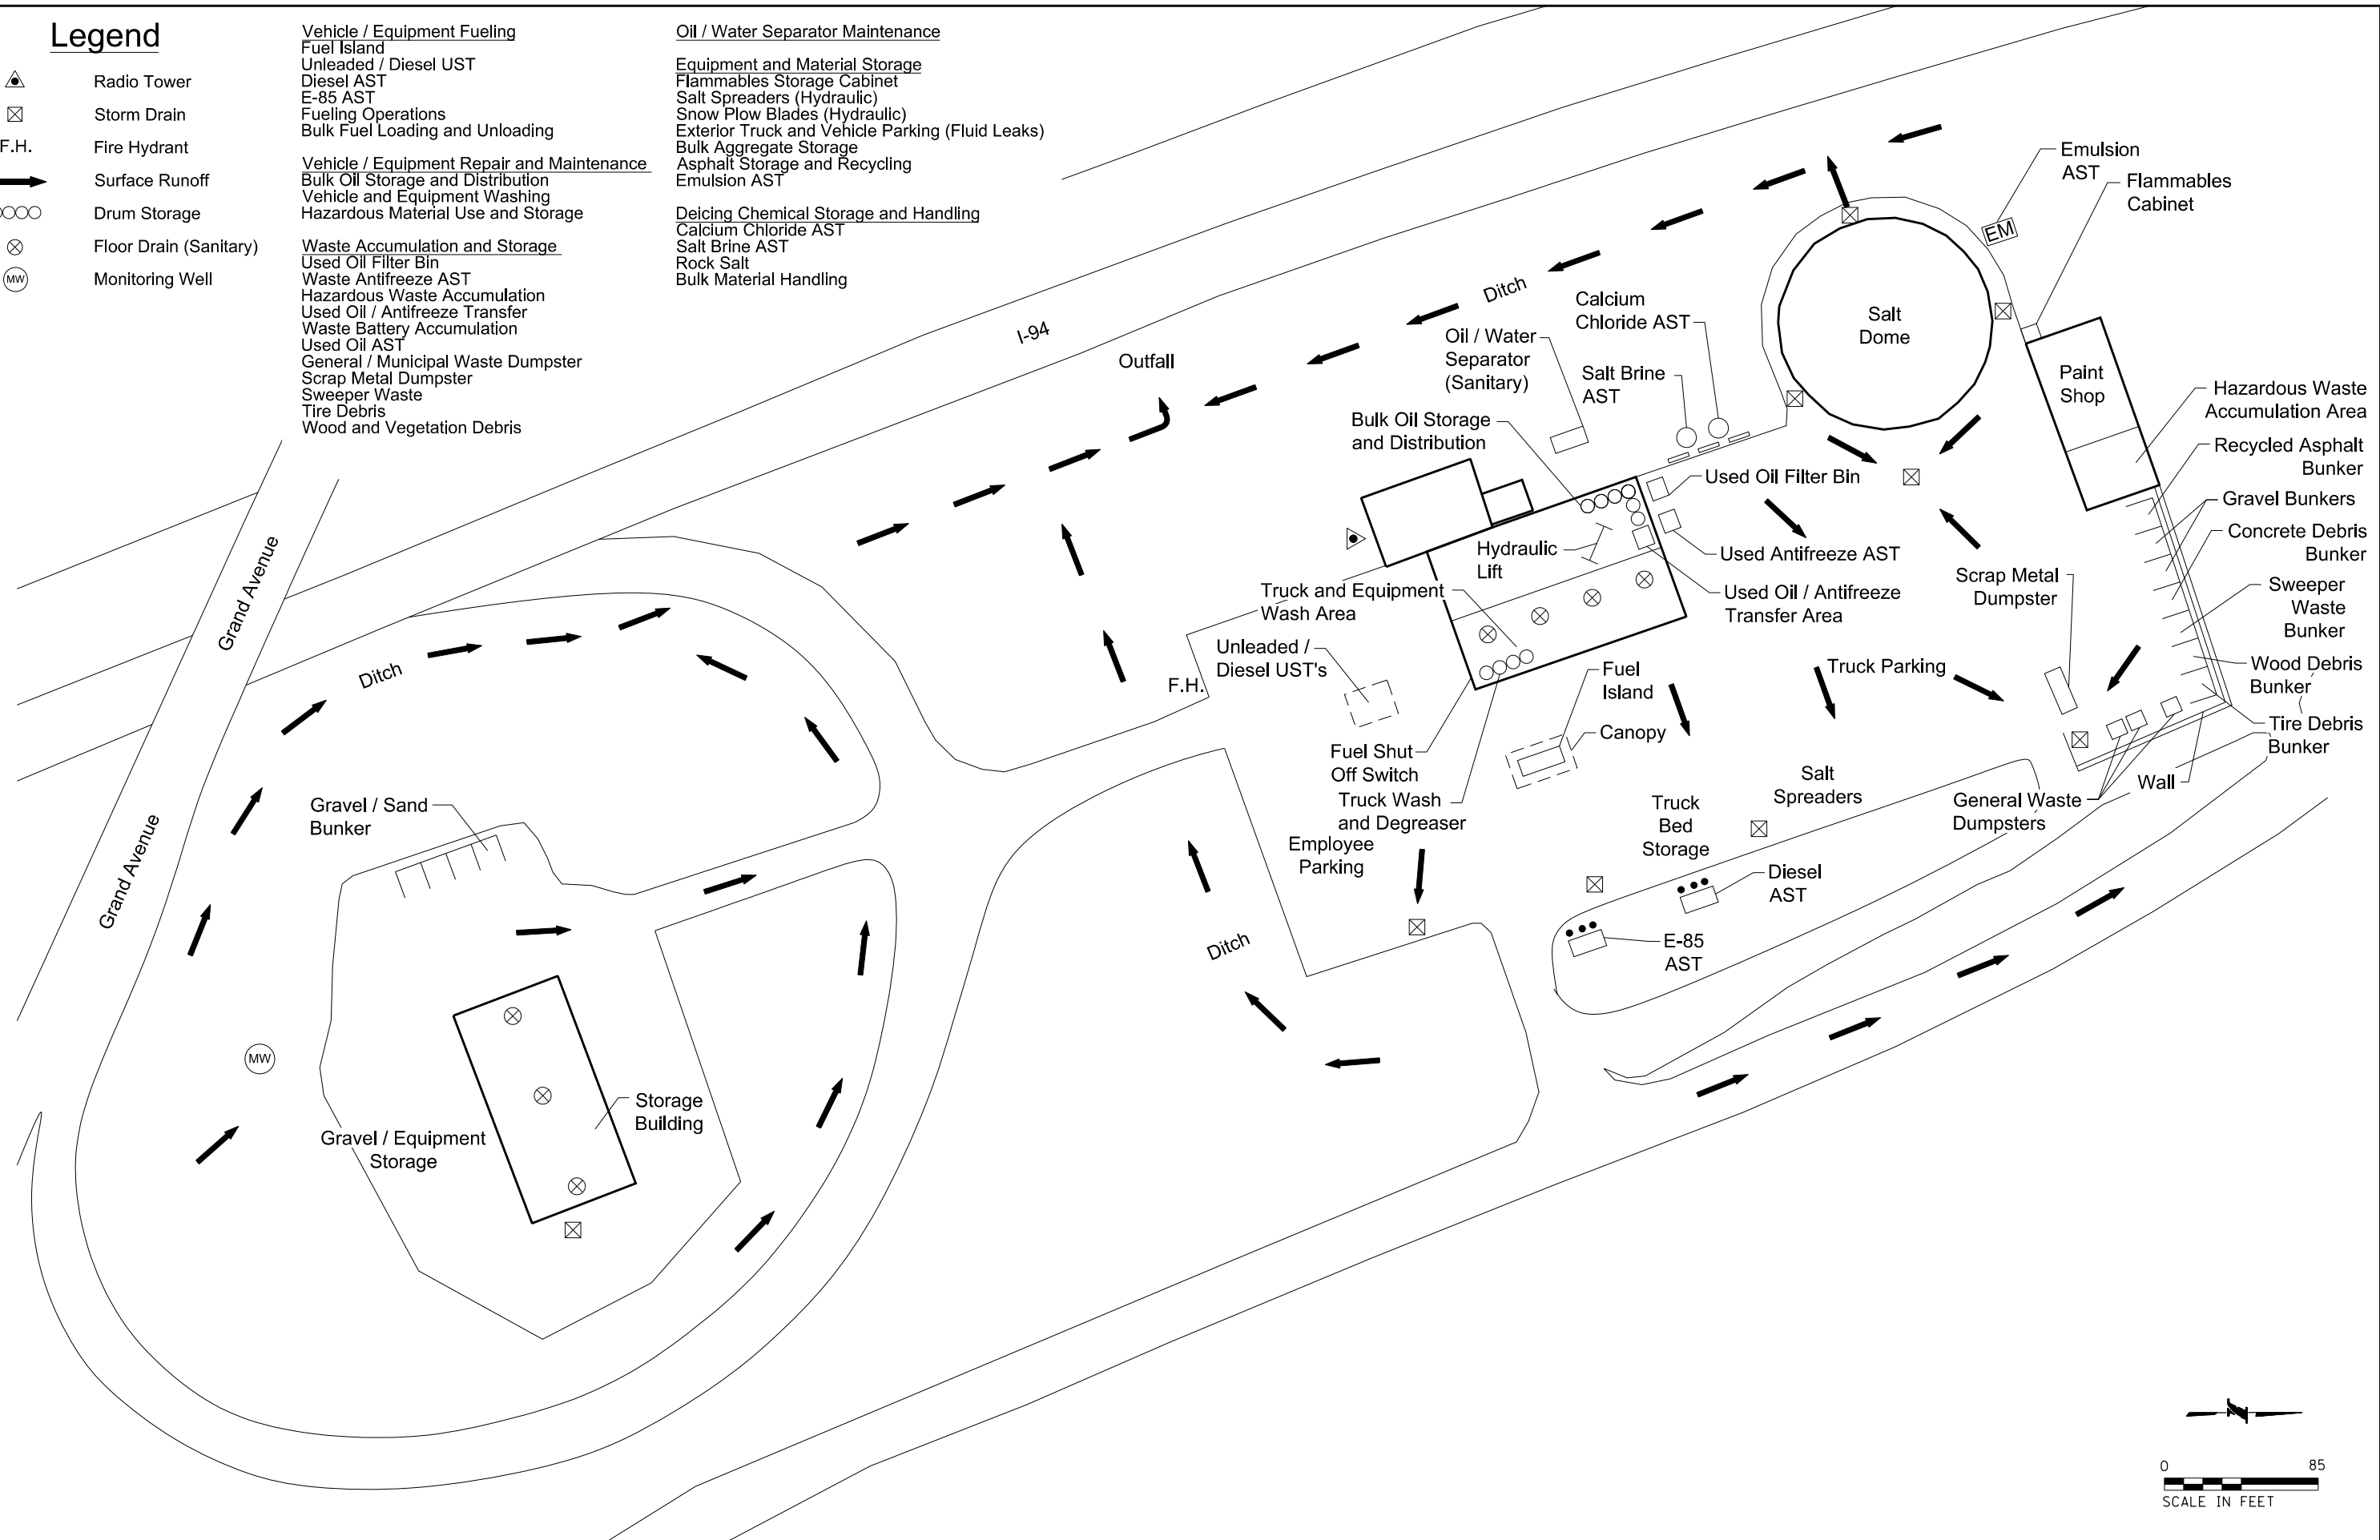 Legend
Radio Tower
Storm Drain
F.H.
Fire Hydrant
Surface Runoff
Drum Storage
Floor Drain (Sanitary)
MW
Monitoring Well
Vehicle / Equipment Fueling
Fuel Island
Unleaded / Diesel UST
Diesel AST
E-85 AST
Fueling Operations
Bulk Fuel Loading and Unloading
Vehicle / Equipment Repair and Maintenance
Bulk Oil Storage and Distribution
Vehicle and Equipment Washing
Hazardous Material Use and Storage
Waste Accumulation and Storage
Used Oil Filter Bin
Waste Antifreeze AST
Hazardous Waste Accumulation
Used Oil / Antifreeze Transfer
Waste Battery Accumulation
Used Oil AST
General / Municipal Waste Dumpster
Scrap Metal Dumpster
Sweeper Waste
Tire Debris
Wood and Vegetation Debris
Oil / Water Separator Maintenance
Equipment and Material Storage
Flammables Storage Cabinet
Salt Spreaders (Hydraulic)
Snow Plow Blades (Hydraulic)
Exterior Truck and Vehicle Parking (Fluid Leaks)
Bulk Aggregate Storage
Asphalt Storage and Recycling
Emulsion AST
Deicing Chemical Storage and Handling
Calcium Chloride AST
Salt Brine AST
Rock Salt
Bulk Material Handling
Emulsion
AST
Flammables
Cabinet
EM
Ditch
Calcium
Chloride AST
Salt
Dome
I-94
Oil / Water
Separator
(Sanitary)
Outfall
Salt Brine
AST
Paint
Shop
Hazardous Waste
Accumulation Area
Bulk Oil Storage
and Distribution
Recycled Asphalt
Bunker
Used Oil Filter Bin
Gravel Bunkers
Concrete Debris
Bunker
Hydraulic
Lift
Used Antifreeze AST
Grand Avenue
Scrap Metal
Dumpster
Sweeper
Waste
Bunker
Truck and Equipment
Wash Area
Used Oil / Antifreeze
Transfer Area
Unleaded /
Diesel UST's
Ditch
F.H.
Fuel
Island
Truck Parking
Wood Debris
Bunker
Canopy
Tire Debris
Bunker
Fuel Shut
Off Switch
Salt
Spreaders
Wall
Gravel / Sand
Bunker
Truck Wash
and Degreaser
Truck
Bed
Storage
General Waste
Dumpsters
Grand Avenue
Employee
Parking
Diesel
AST
Ditch
E-85
AST
MW
Storage
Building
Gravel / Equipment
Storage
N
0 85
SCALE IN FEET